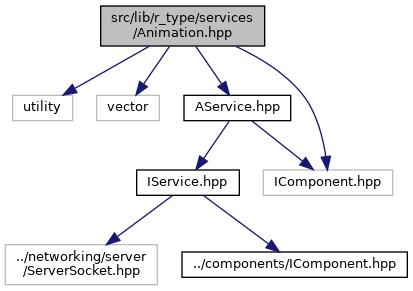 src/lib/r_type/services
/Animation.hpp
utility
vector
AService.hpp
IService.hpp
IComponent.hpp
../networking/server
/ServerSocket.hpp
../components/IComponent.hpp